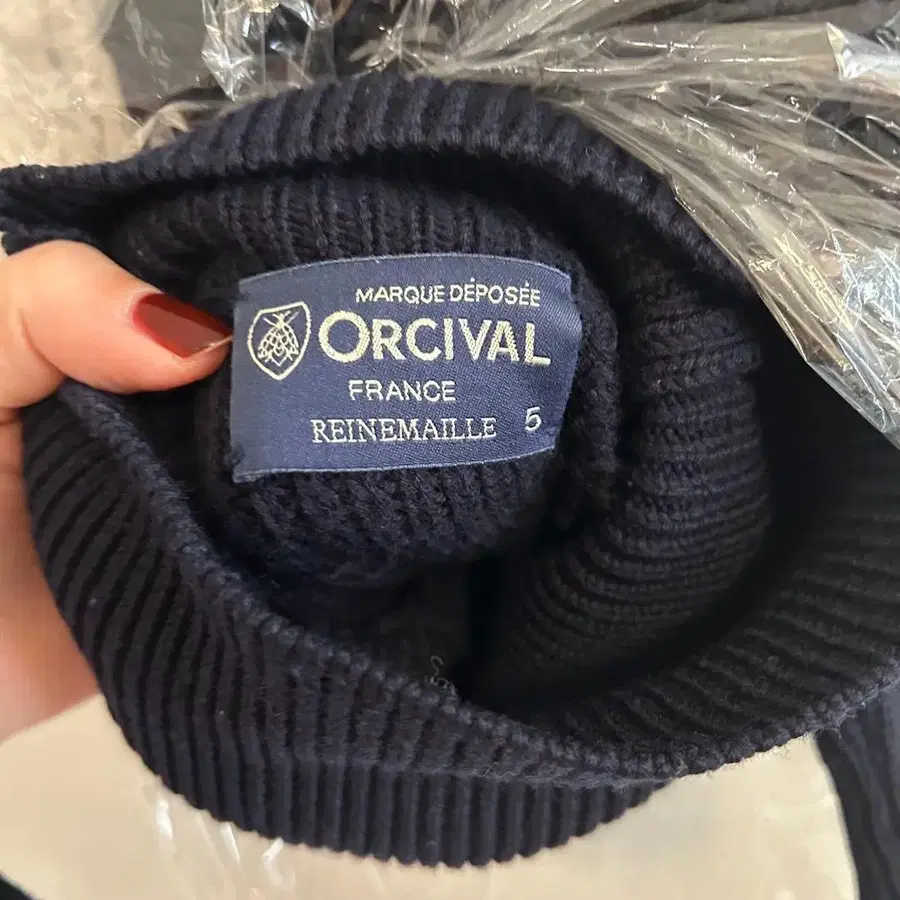 MARQUE DÉPOSÉE
ORCIVAL
FRANCE
REINEMAILLE 5